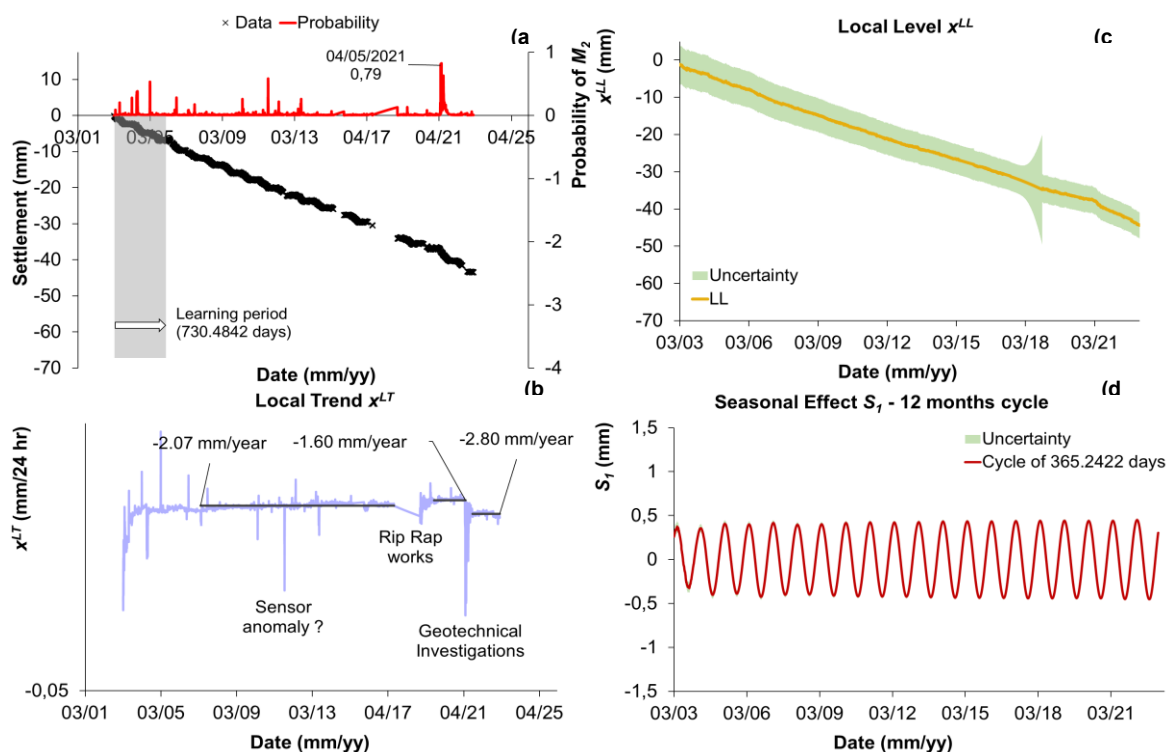 × Data — Probability
(a
04/05/2021
0,79
10
0
-10
-20
-30
-40
-50
-60
-70
Settlement (mm)
1
0
-1
-2
-3
-4
Probability of M₂
03/01 03/05 03/09 03/13 04/17 04/21 04/25
Learning period
(730.4842 days)
Date (mm/yy)
Local Level x^LL
(c
x^LL (mm)
0
-10
-20
-30
-40
-50
-60
-70
Uncertainty
LL
03/03 03/06 03/09 03/12 03/15 03/18 03/21
Date (mm/yy)
(b
Local Trend x^LT
x^LT (mm/24 hr)
-2.07 mm/year
-1.60 mm/year
-2.80 mm/year
Rip Rap
works
Sensor
anomaly ?
Geotechnical
Investigations
-0,05
03/01 03/05 03/09 03/13 04/17 04/21 04/25
Date (mm/yy)
(d
Seasonal Effect S₁ - 12 months cycle
S₁ (mm)
Uncertainty
Cycle of 365.2422 days
1,5
1
0,5
0
-0,5
-1
-1,5
03/03 03/06 03/09 03/12 03/15 03/18 03/21
Date (mm/yy)